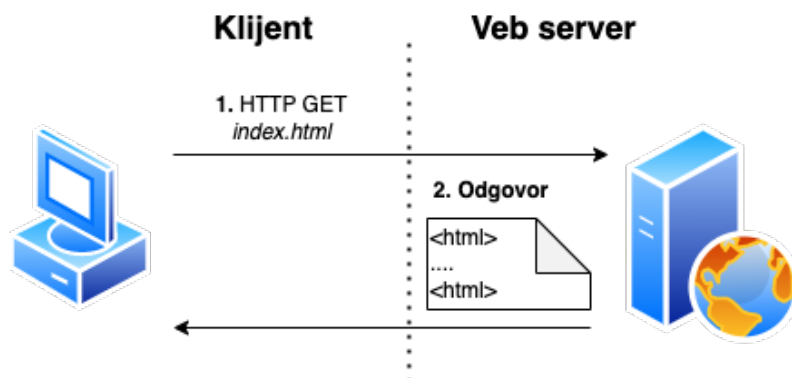 Klijent
Veb server
1. HTTP GET
index.html
2. Odgovor
<html>
....
<html>